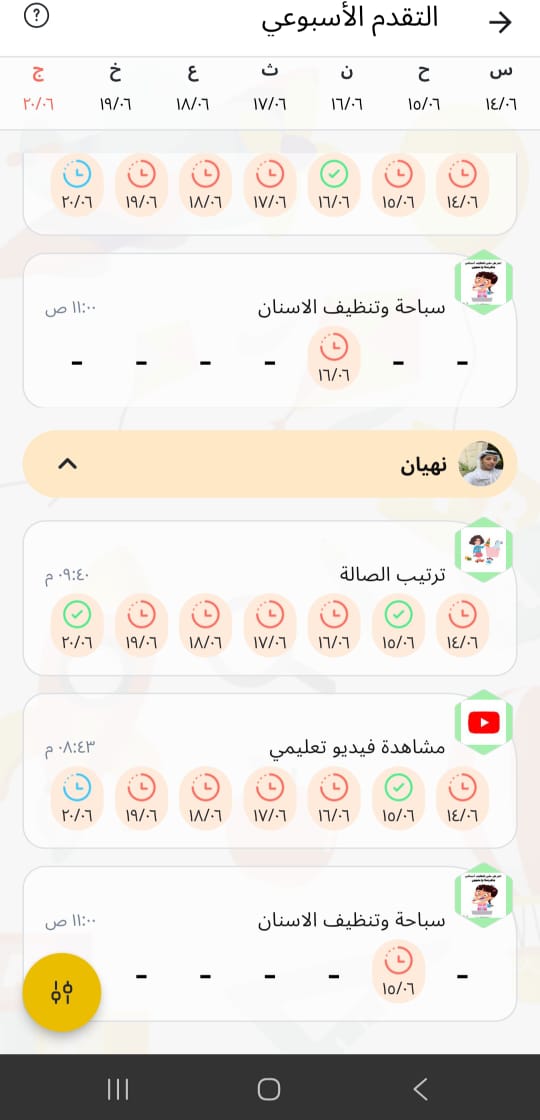 التقدم الأسبوعي
?
س ح ن ث ع خ ج
١٤/٠٦ ١٥/٠٦ ١٦/٠٦ ١٧/٠٦ ١٨/٠٦ ١٩/٠٦ ٢٠/٠٦
١٤/٠٦ ١٥/٠٦ ١٦/٠٦ ١٧/٠٦ ١٨/٠٦ ١٩/٠٦ ٢٠/٠٦
سباحة وتنظيف الاسنان ١١:٠٠ ص
- - ١٦/٠٦ - - - -
نهيان
ترتيب الصالة ٠٩:٤٠ م
١٤/٠٦ ١٥/٠٦ ١٦/٠٦ ١٧/٠٦ ١٨/٠٦ ١٩/٠٦ ٢٠/٠٦
مشاهدة فيديو تعليمي ٠٨:٤٣ م
١٤/٠٦ ١٥/٠٦ ١٦/٠٦ ١٧/٠٦ ١٨/٠٦ ١٩/٠٦ ٢٠/٠٦
سباحة وتنظيف الاسنان ١١:٠٠ ص
- ١٥/٠٦ - - - -